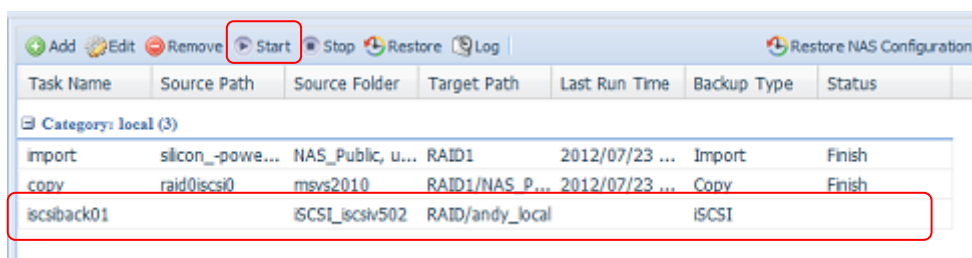 Add Edit Remove Start Stop Restore Log Restore NAS Configuration
Task Name Source Path Source Folder Target Path Last Run Time Backup Type Status
Category: local (3)
import silicon_-powe... NAS_Public, u... RAID1 2012/07/23 ... Import Finish
copy raid0iscsi0 msvs2010 RAID1/NAS_P... 2012/07/23 ... Copy Finish
iscsiback01 iSCSI_iscsiv502 RAID/andy_local iSCSI